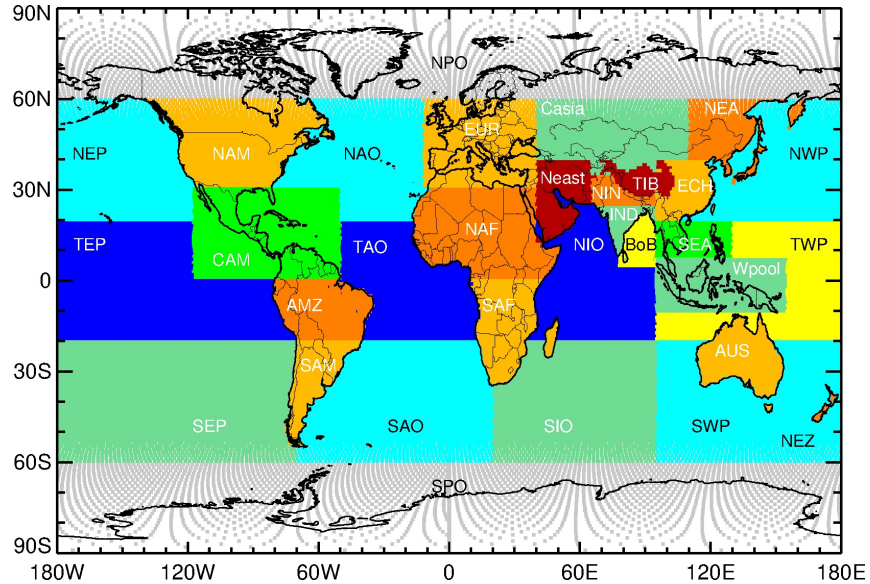 90N
NPO
60N
Casia
NEA
EUR
NEP
NAM
NAO
NWP
Neast
TIB
ECH
NIN
30N
IND
NAF
TEP
TAO
NIO
BoB
SEA
TWP
CAM
Wpool
0
AMZ
SAF
30S
AUS
SAM
SEP
SAO
SIO
SWP
NEZ
60S
SPO
90S
180W
120W
60W
0
60E
120E
180E